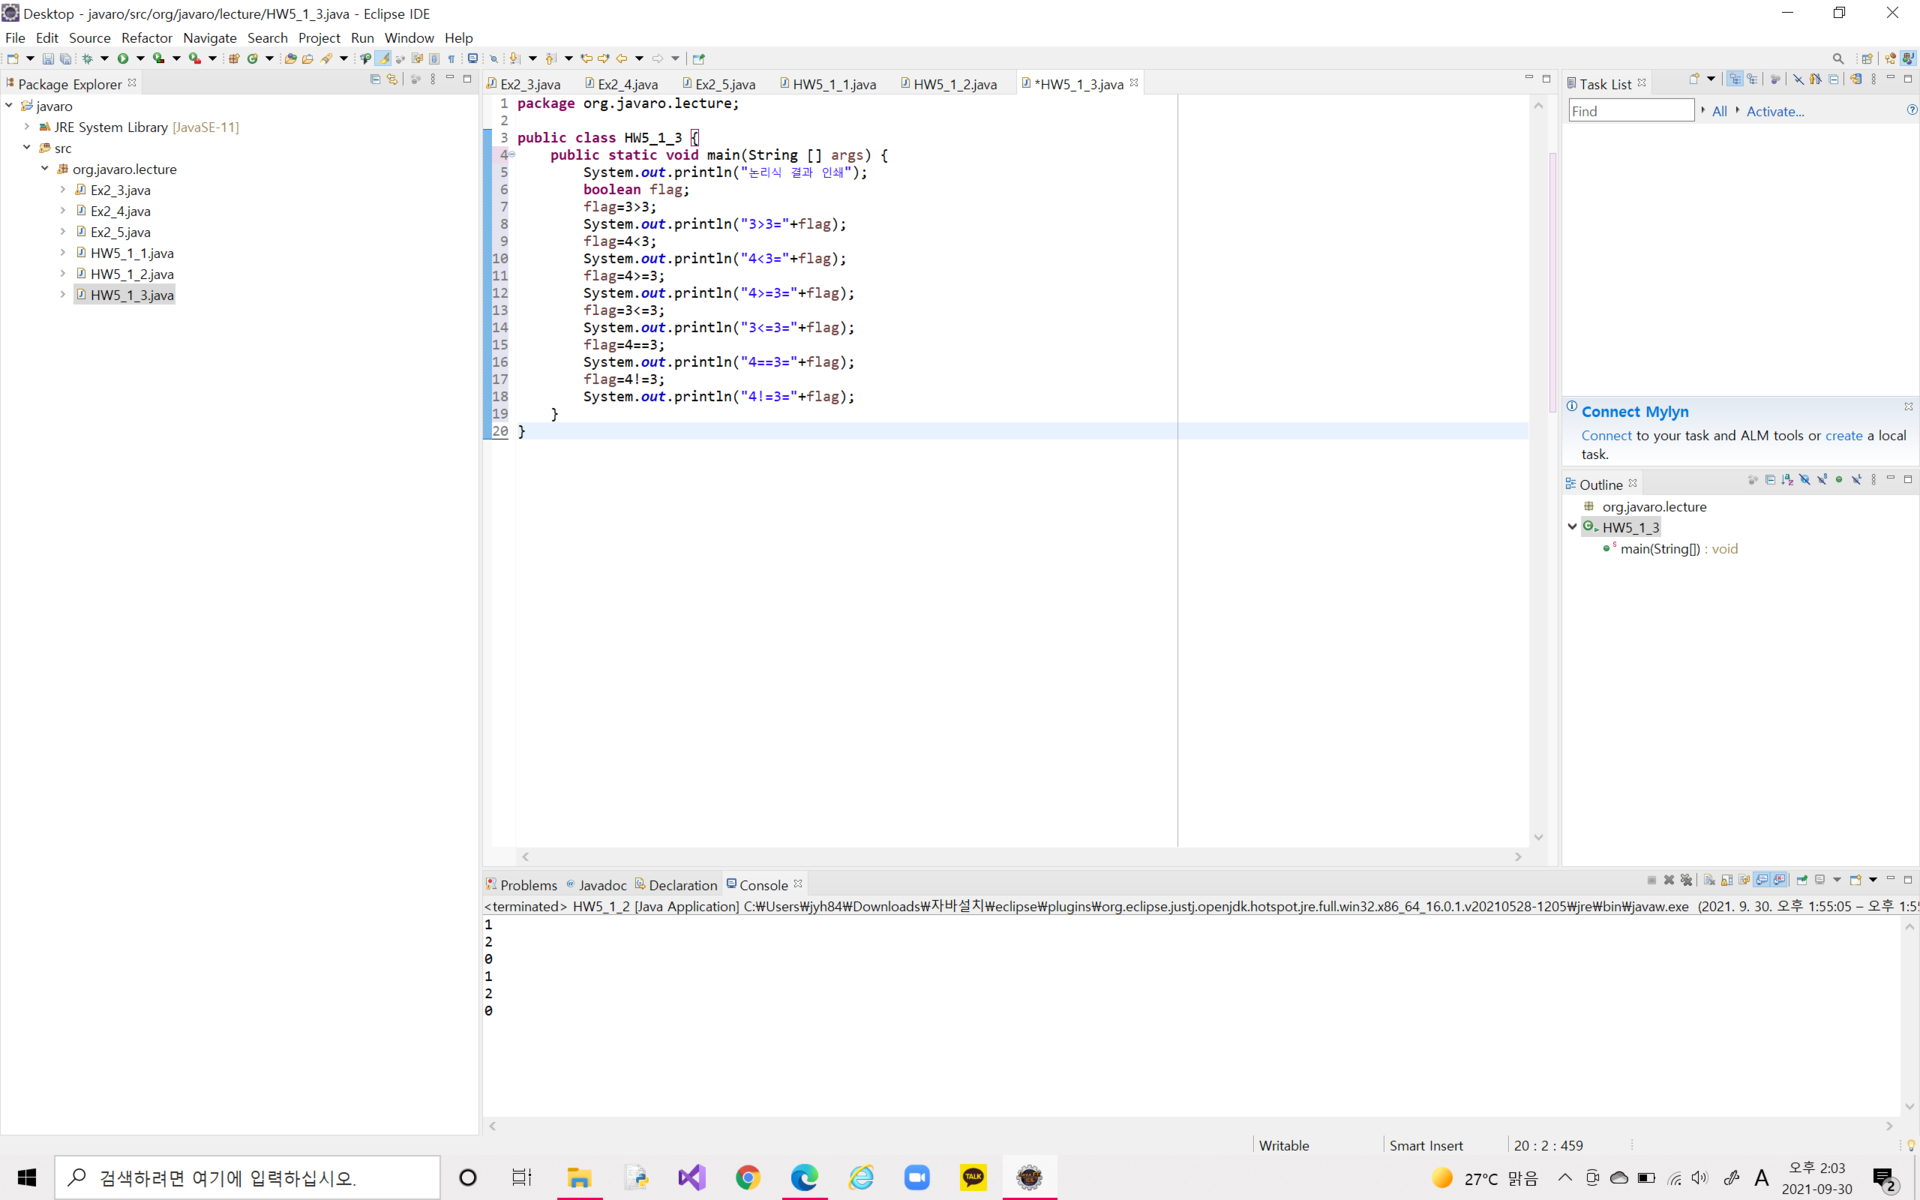 Desktop - javaro/src/org/javaro/lecture/HW5_1_3.java - Eclipse IDE
File Edit Source Refactor Navigate Search Project Run Window Help
Package Explorer
javaro
JRE System Library [JavaSE-11]
src
org.javaro.lecture
Ex2_3.java
Ex2_4.java
Ex2_5.java
HW5_1_1.java
HW5_1_2.java
HW5_1_3.java
Ex2_3.java Ex2_4.java Ex2_5.java HW5_1_1.java HW5_1_2.java *HW5_1_3.java
1 package org.javaro.lecture;
2
3 public class HW5_1_3 {
4 public static void main(String [] args) {
5 System.out.println("논리식 결과 인쇄");
6 boolean flag;
7 flag=3>3;
8 System.out.println("3>3="+flag);
9 flag=4<3;
10 System.out.println("4<3="+flag);
11 flag=4>=3;
12 System.out.println("4>=3="+flag);
13 flag=3<=3;
14 System.out.println("3<=3="+flag);
15 flag=4==3;
16 System.out.println("4==3="+flag);
17 flag=4!=3;
18 System.out.println("4!=3="+flag);
19 }
20 }
Task List
Find All Activate...
Connect Mylyn
Connect to your task and ALM tools or create a local
task.
Outline
org.javaro.lecture
HW5_1_3
main(String[]) : void
Problems Javadoc Declaration Console
<terminated> HW5_1_2 [Java Application] C:₩Users₩jyh84₩Downloads₩자바설치₩eclipse₩plugins₩org.eclipse.justj.openjdk.hotspot.jre.full.win32.x86_64_16.0.1.v20210528-1205₩jre₩bin₩javaw.exe (2021. 9. 30. 오후 1:55:05 – 오후 1:55
1
2
0
1
2
0
Writable Smart Insert 20 : 2 : 459
검색하려면 여기에 입력하십시오.
TALK
27°C 맑음
A
오후 2:03
2021-09-30
2